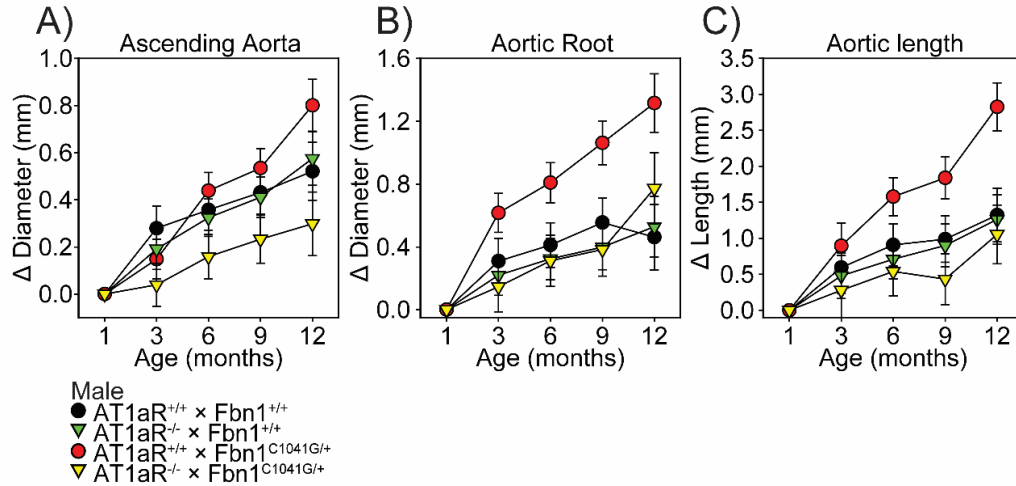 A)
Ascending Aorta
Δ Diameter (mm)
1.0
0.8
0.6
0.4
0.2
0.0
1 3 6 9 12
Age (months)
B)
Aortic Root
Δ Diameter (mm)
1.6
1.2
0.8
0.4
0.0
1 3 6 9 12
Age (months)
C)
Aortic length
Δ Length (mm)
3.5
3.0
2.5
2.0
1.5
1.0
0.5
0.0
1 3 6 9 12
Age (months)
Male
AT1aR+/+ × Fbn1+/+
AT1aR-/- × Fbn1+/+
AT1aR+/+ × Fbn1C1041G/+
AT1aR-/- × Fbn1C1041G/+